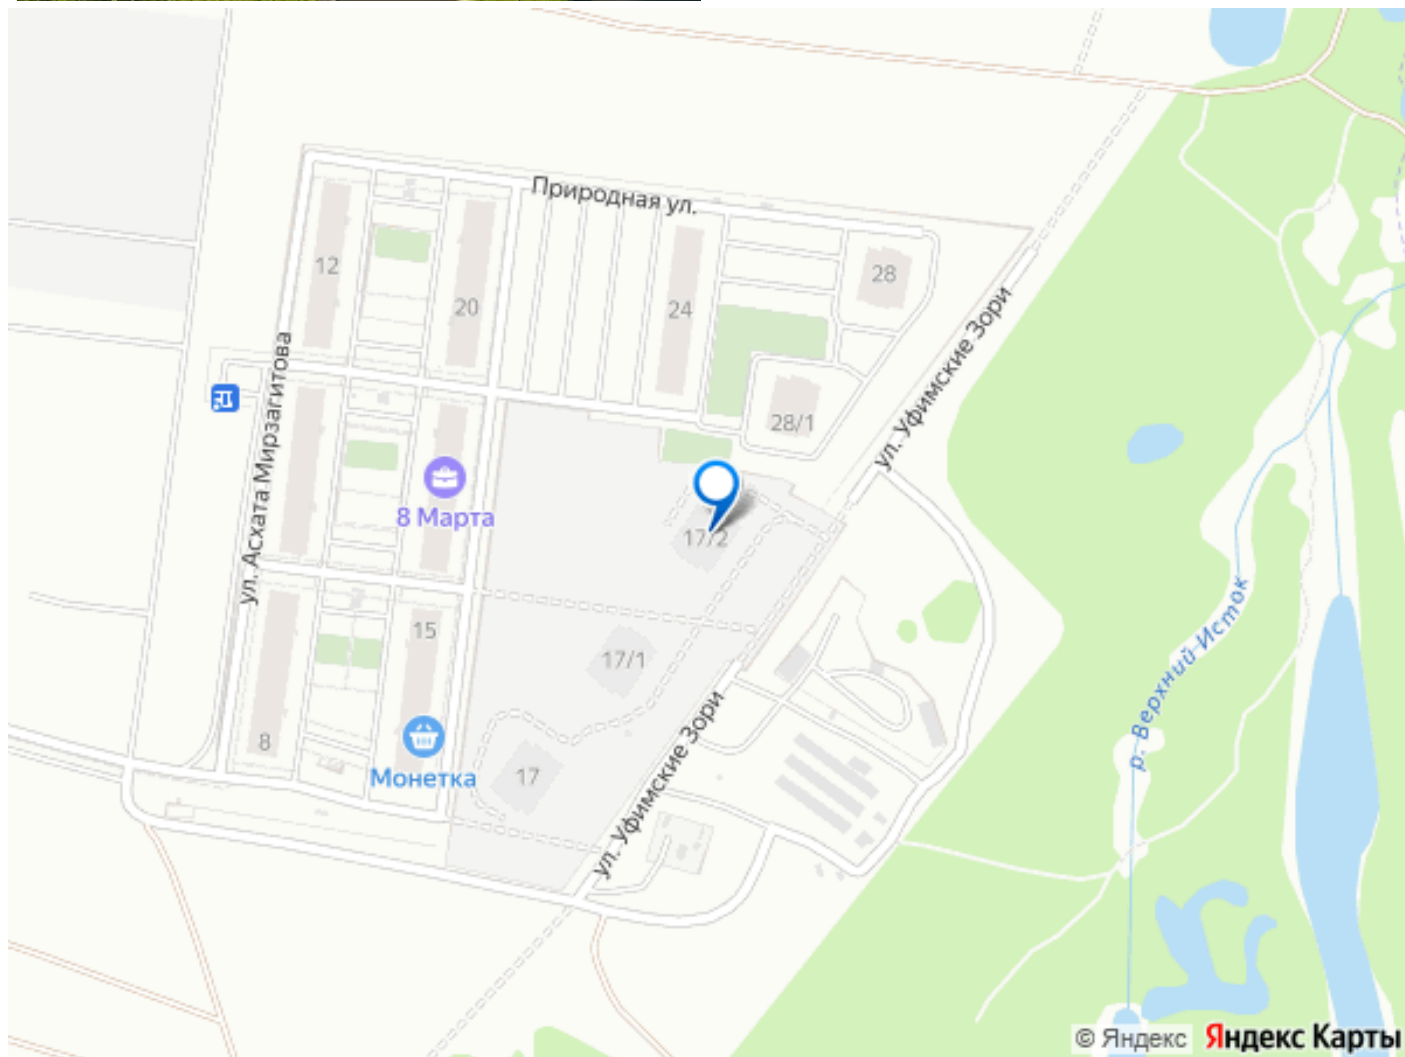 Природная ул.
12
20
24
28
28/1
ул. Асхата Мирзагитова
ул. Уфимские Зори
8 Марта
17/2
15
17/1
8
17
Монетка
ул. Уфимские Зори
р. Верхний Исток
© Яндекс Яндекс Карты